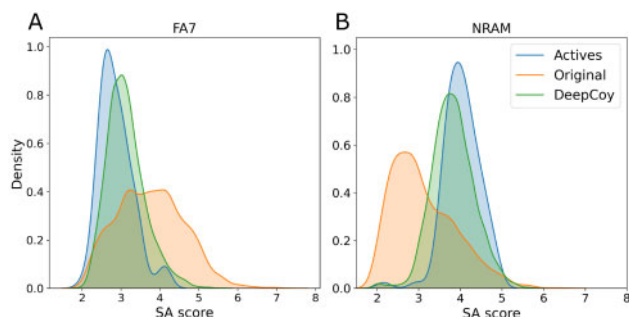 A
FA7
B
NRAM
Actives
Original
DeepCoy
Density
1.0
0.8
0.6
0.4
0.2
0.0
1.0
0.8
0.6
0.4
0.2
0.0
2 3 4 5 6 7 8
2 3 4 5 6 7 8
SA score
SA score